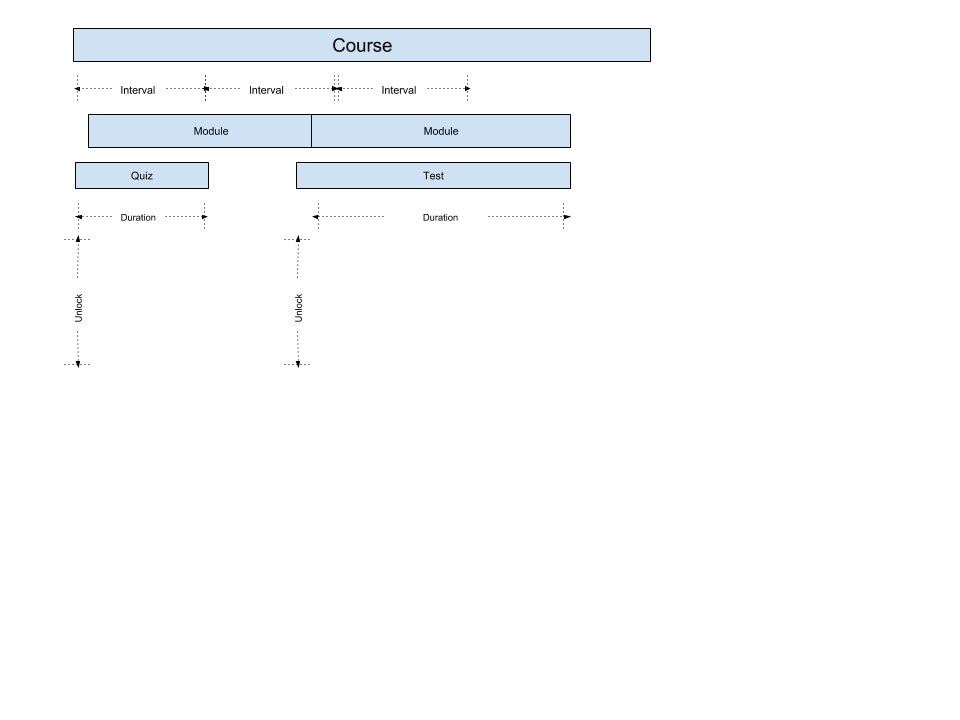 Course
Interval
Interval
Interval
Module
Module
Quiz
Test
Duration
Duration
Unlock
Unlock